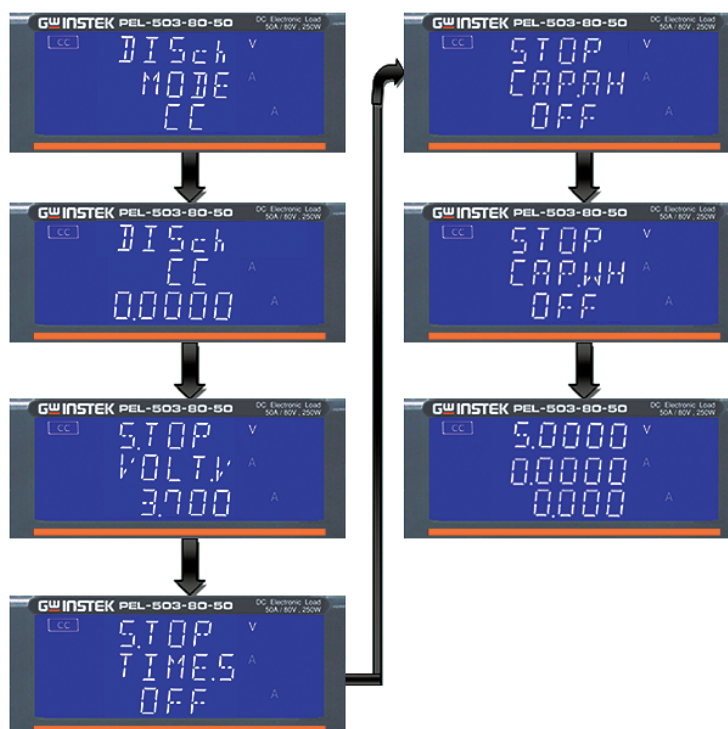 GWINSTEK PEL-503-80-50 DC Electronic Load
50A / 80V , 250W
CC DISch V
MODE A
CC A
GWINSTEK PEL-503-80-50 DC Electronic Load
50A / 80V , 250W
CC DISch V
CC A
0.0000 A
GWINSTEK PEL-503-80-50 DC Electronic Load
50A / 80V , 250W
CC S.TOP V
VOLT.V A
3.700 A
GWINSTEK PEL-503-80-50 DC Electronic Load
50A / 80V , 250W
CC S.TOP V
TIME.S A
OFF A
GWINSTEK PEL-503-80-50 DC Electronic Load
50A / 80V , 250W
CC STOP V
CAP.AH A
OFF A
GWINSTEK PEL-503-80-50 DC Electronic Load
50A / 80V , 250W
CC STOP V
CAP.WH A
OFF A
GWINSTEK PEL-503-80-50 DC Electronic Load
50A / 80V , 250W
CC 5.0000 V
0.0000 A
0.000 A